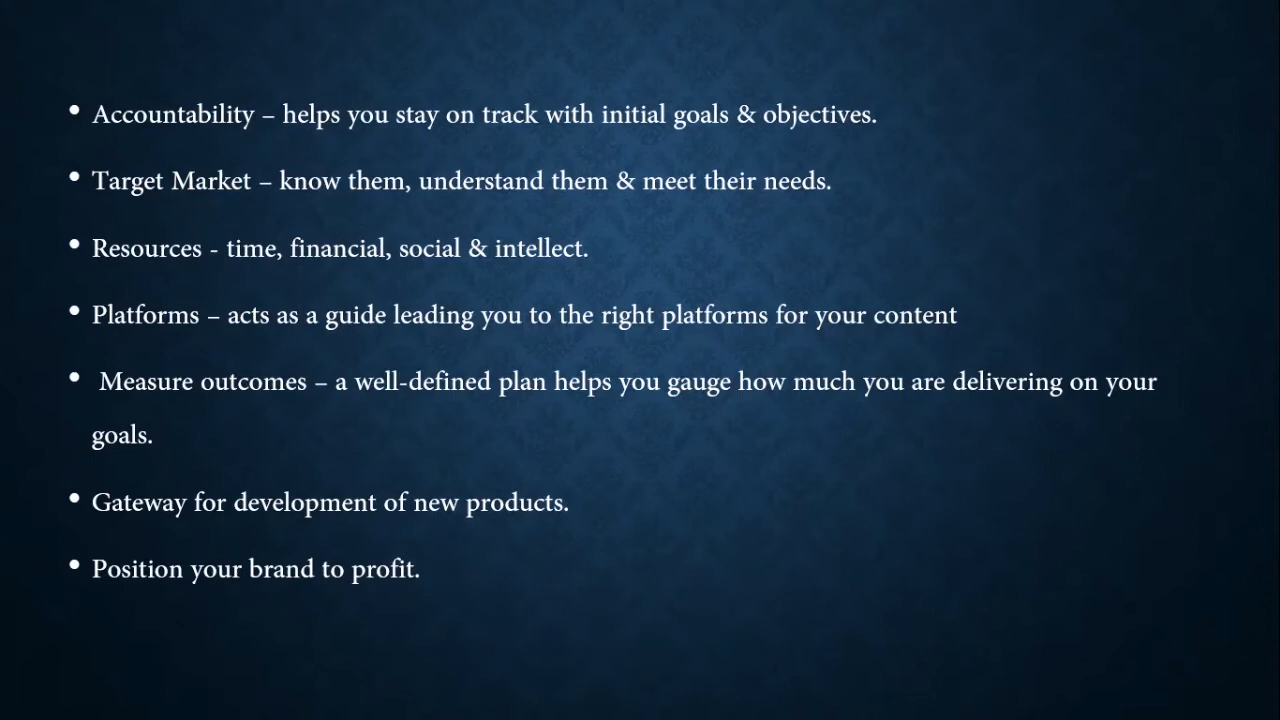 • Accountability – helps you stay on track with initial goals & objectives.
• Target Market – know them, understand them & meet their needs.
• Resources - time, financial, social & intellect.
• Platforms – acts as a guide leading you to the right platforms for your content
• Measure outcomes – a well-defined plan helps you gauge how much you are delivering on your
goals.
• Gateway for development of new products.
• Position your brand to profit.